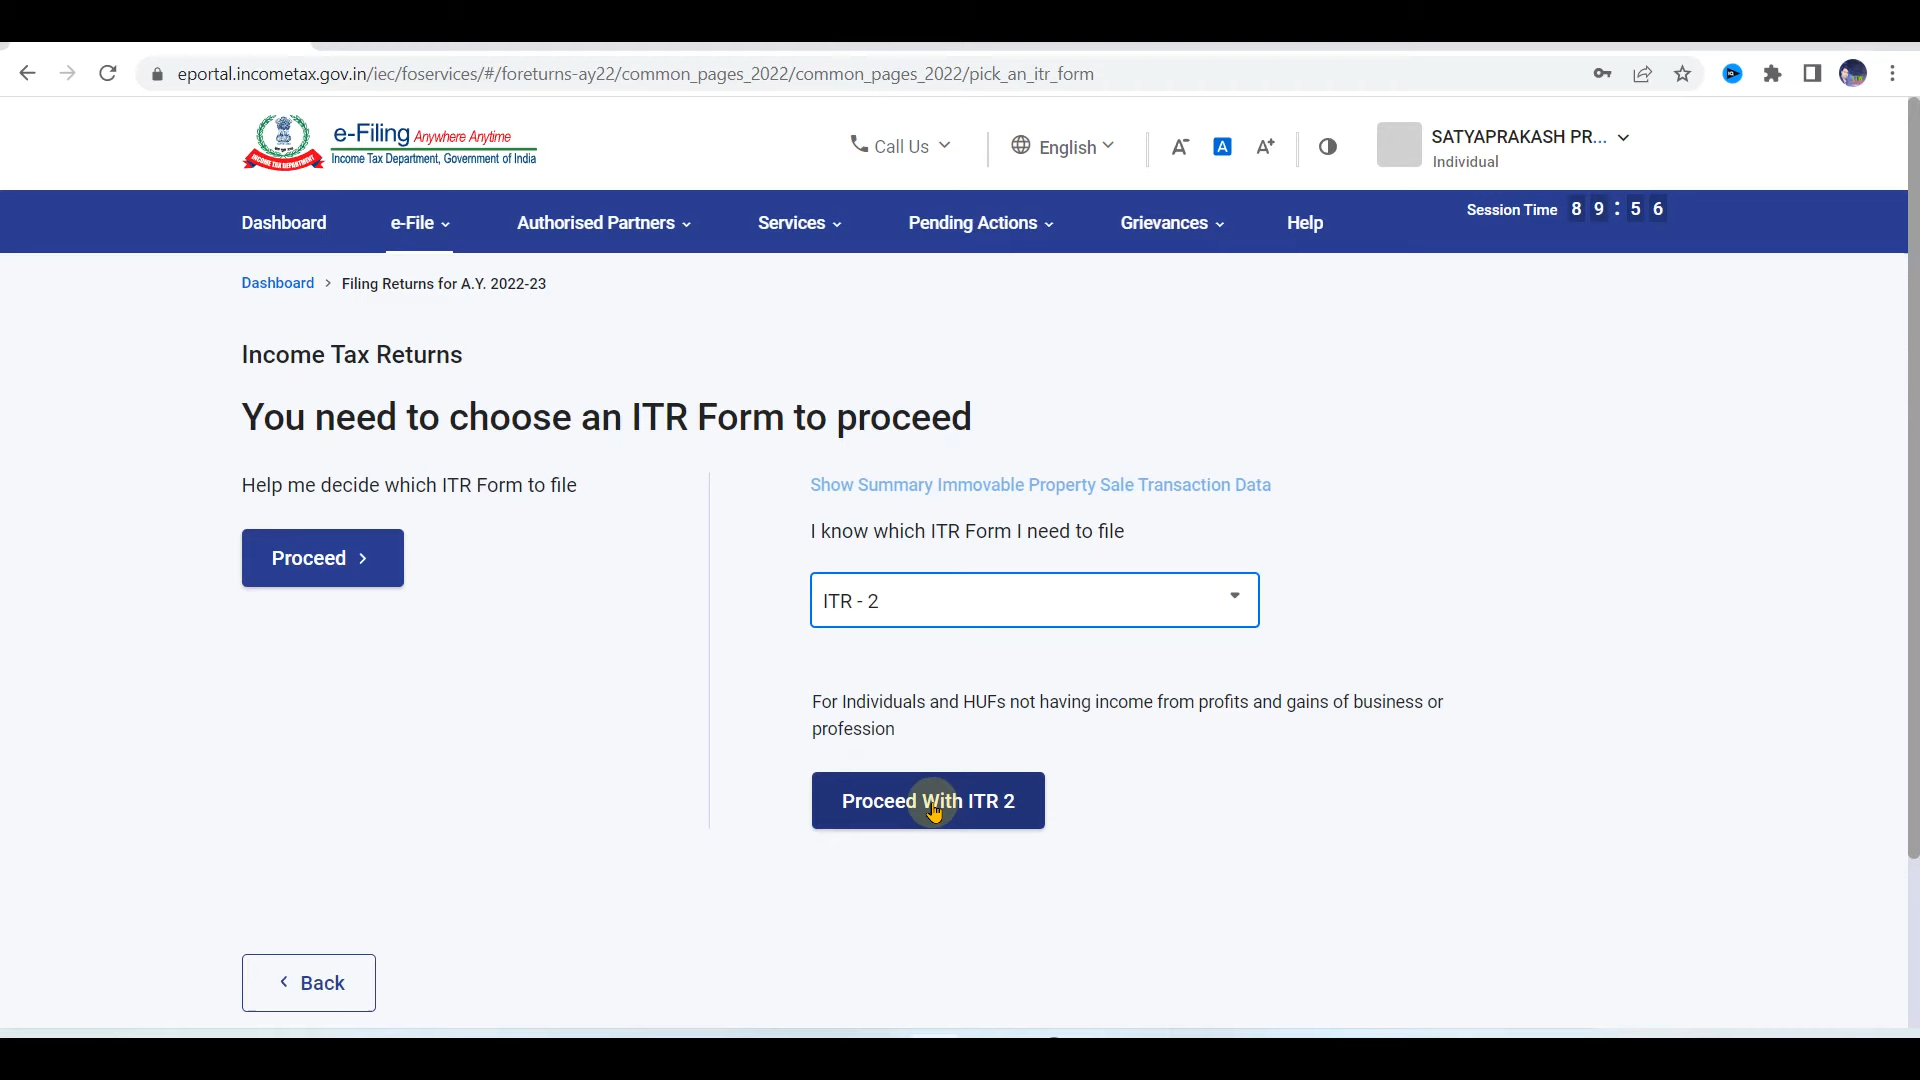 eportal.incometax.gov.in/iec/foservices/#/foreturns-ay22/common_pages_2022/common_pages_2022/pick_an_itr_form
e-Filing Anywhere Anytime
Income Tax Department, Government of India
INCOME TAX DEPARTMENT
Call Us
English
A-
A
A+
SATYAPRAKASH PR...
Individual
Dashboard
e-File
Authorised Partners
Services
Pending Actions
Grievances
Help
Session Time 8 9 : 5 6
Dashboard > Filing Returns for A.Y. 2022-23
Income Tax Returns
You need to choose an ITR Form to proceed
Help me decide which ITR Form to file
Proceed >
Show Summary Immovable Property Sale Transaction Data
I know which ITR Form I need to file
ITR - 2
For Individuals and HUFs not having income from profits and gains of business or
profession
Proceed With ITR 2
< Back